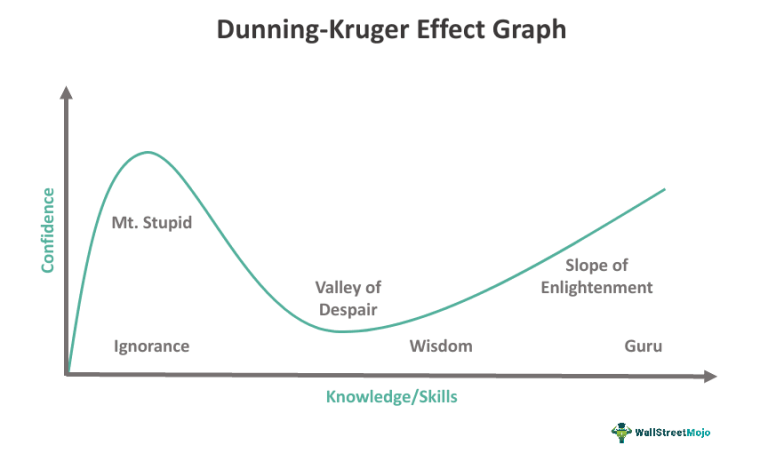 Dunning-Kruger Effect Graph
Confidence
Mt. Stupid
Valley of
Despair
Slope of
Enlightenment
Ignorance
Wisdom
Guru
Knowledge/Skills
WallStreetMojo